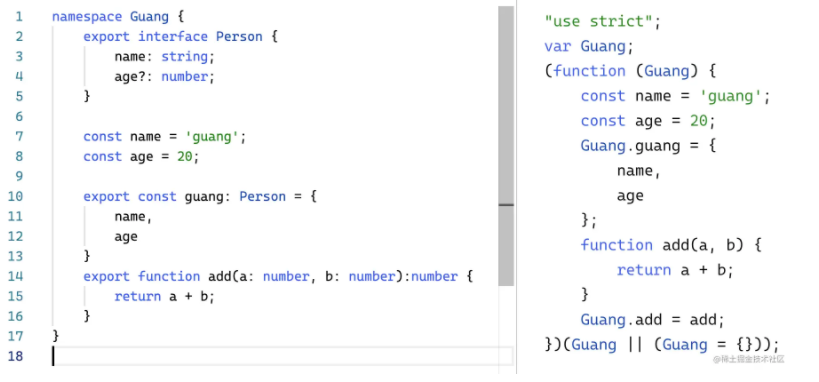 1 namespace Guang {
2     export interface Person {
3         name: string;
4         age?: number;
5     }
6
7     const name = 'guang';
8     const age = 20;
9
10     export const guang: Person = {
11         name,
12         age
13     }
14     export function add(a: number, b: number):number {
15         return a + b;
16     }
17 }
18
"use strict";
var Guang;
(function (Guang) {
    const name = 'guang';
    const age = 20;
    Guang.guang = {
        name,
        age
    };
    function add(a, b) {
        return a + b;
    }
    Guang.add = add;
})(Guang || (Guang = {}));
@稀土掘金技术社区